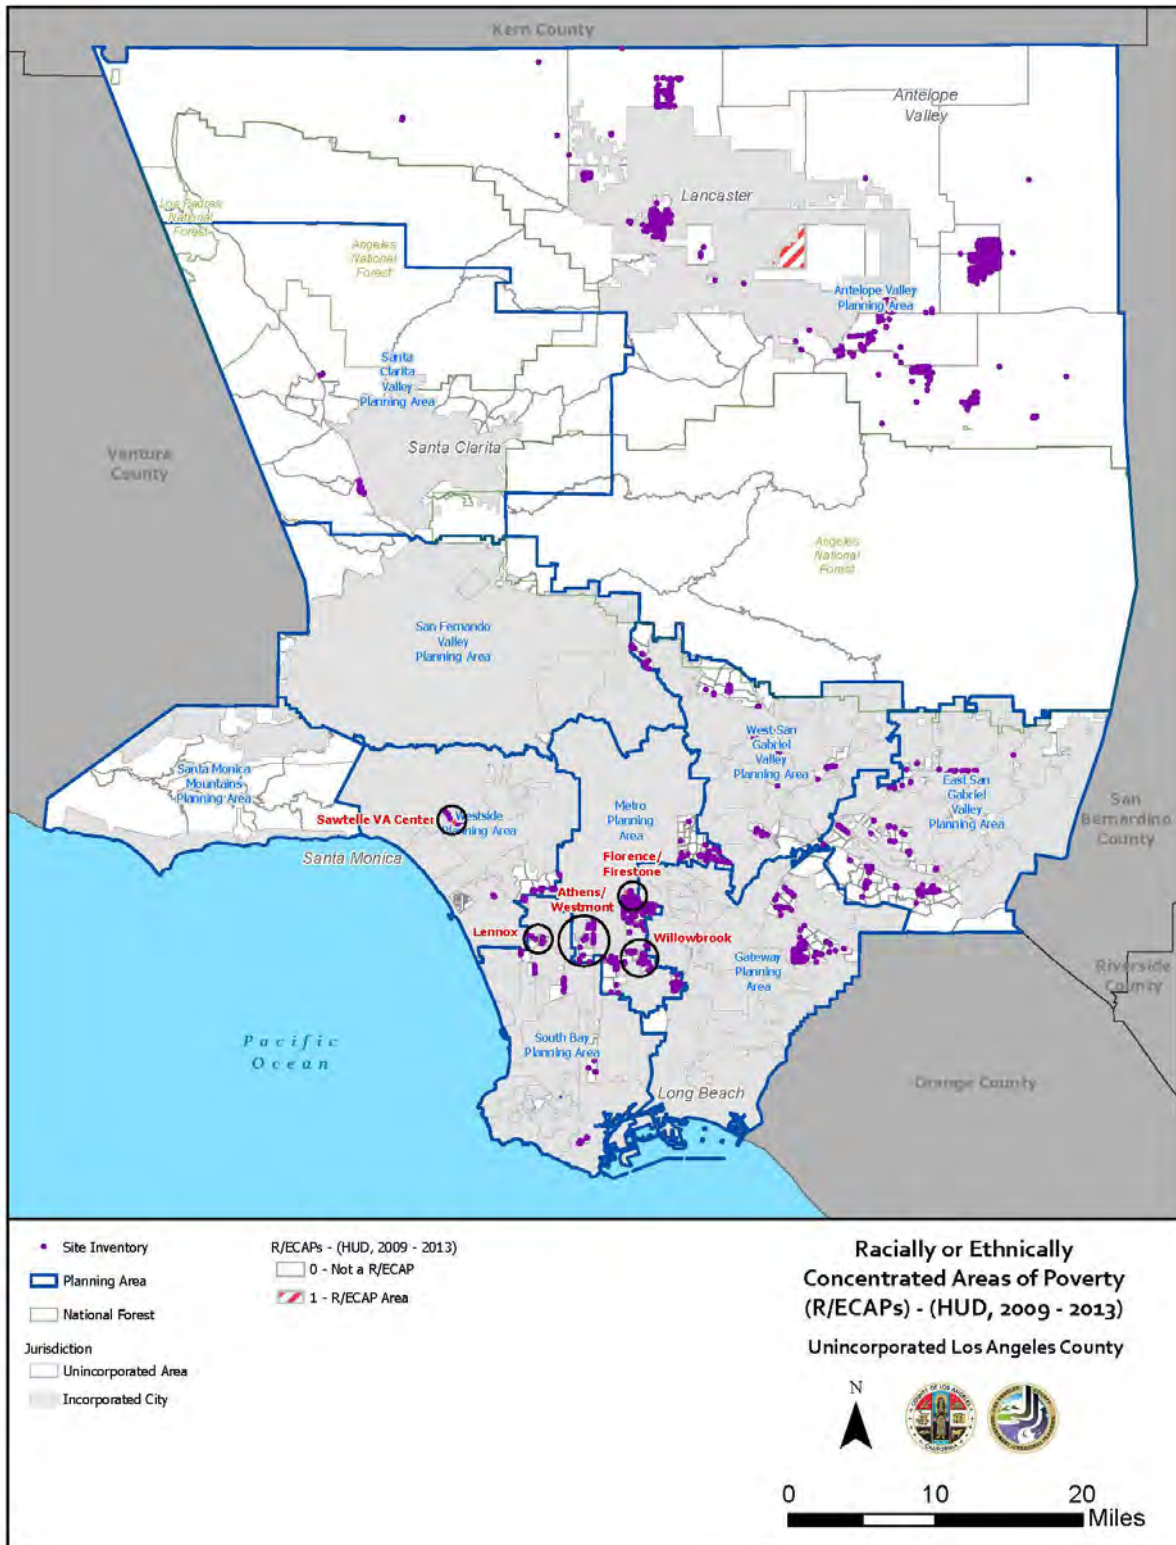 Kern County
Antelope
Valley
Lancaster
Los Padres
National
Forest
Angeles
National
Forest
Antelope Valley
Planning Area
Santa
Clarita
Valley
Planning Area
Santa Clarita
Ventura
County
Angeles
National
Forest
San Fernando
Valley
Planning Area
West San
Gabriel
Valley
Planning Area
Santa Monica
Mountains
Planning Area
East San
Gabriel
Valley
Planning Area
San
Bernardino
County
Sawtelle VA Center
Westside
Planning Area
Metro
Planning
Area
Santa Monica
Florence/
Firestone
Athens/
Westmont
Lennox
Willowbrook
Gateway
Planning
Area
Riverside
County
Pacific
Ocean
South Bay
Planning Area
Long Beach
Orange County
Site Inventory
Planning Area
National Forest
Jurisdiction
Unincorporated Area
Incorporated City
R/ECAPs - (HUD, 2009 - 2013)
0 - Not a R/ECAP
1 - R/ECAP Area
Racially or Ethnically
Concentrated Areas of Poverty
(R/ECAPs) - (HUD, 2009 - 2013)
Unincorporated Los Angeles County
N
COUNTY OF LOS ANGELES
CALIFORNIA
0 10 20
Miles